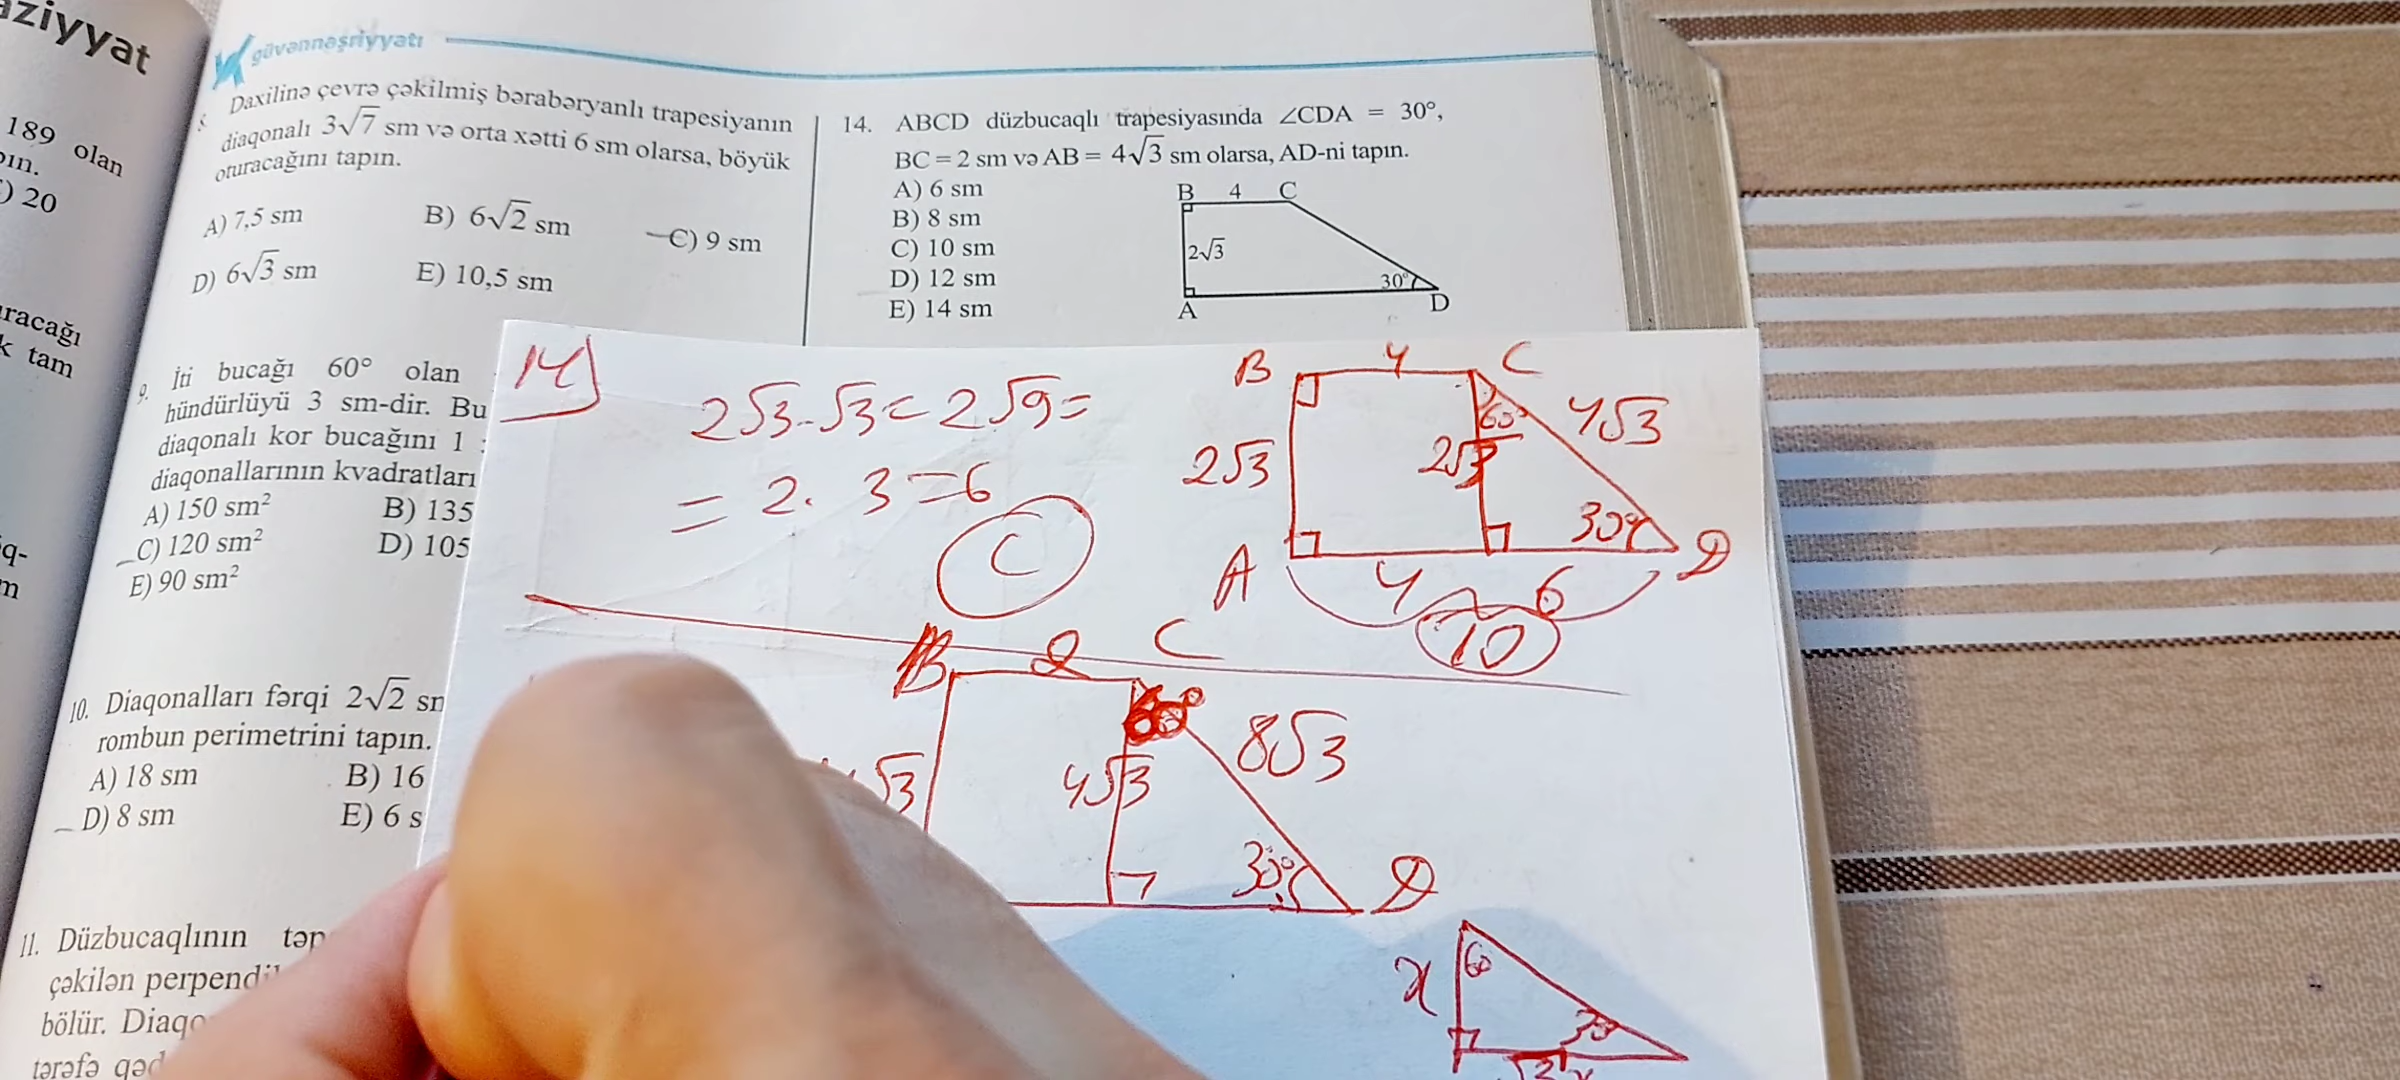 aziyyat
189 olan
20
racağı
k tam
güvənnəşriyyatı
Daxilinə çevrə çəkilmiş bərabəryanlı trapesiyanın
diaqonalı 3√7 sm və orta xətti 6 sm olarsa, böyük
oturacağını tapın.
A) 7,5 sm B) 6√2 sm C) 9 sm
D) 6√3 sm E) 10,5 sm
9. İti bucağı 60° olan
hündürlüyü 3 sm-dir. Bu
diaqonalı kor bucağını 1 :
diaqonallarının kvadratları
A) 150 sm² B) 135
C) 120 sm² D) 105
E) 90 sm²
10. Diaqonalları fərqi 2√2 sm
rombun perimetrini tapın.
A) 18 sm B) 16
D) 8 sm E) 6 s
11. Düzbucaqlının təp
çəkilən perpendi
bölür. Diaqo
tərəfə qəd
14. ABCD düzbucaqlı trapesiyasında ∠CDA = 30°,
BC = 2 sm və AB = 4√3 sm olarsa, AD-ni tapın.
A) 6 sm
B) 8 sm
C) 10 sm
D) 12 sm
E) 14 sm
B 4 C
2√3
30°
A D
14)
2√3·√3 = 2√9 =
= 2 · 3 = 6
C
B 4 C
2√3 2√3 60° 4√3
30°
A 4 6 D
10
B 2 C
60°
√3 4√3 8√3
30° D
x 60
30